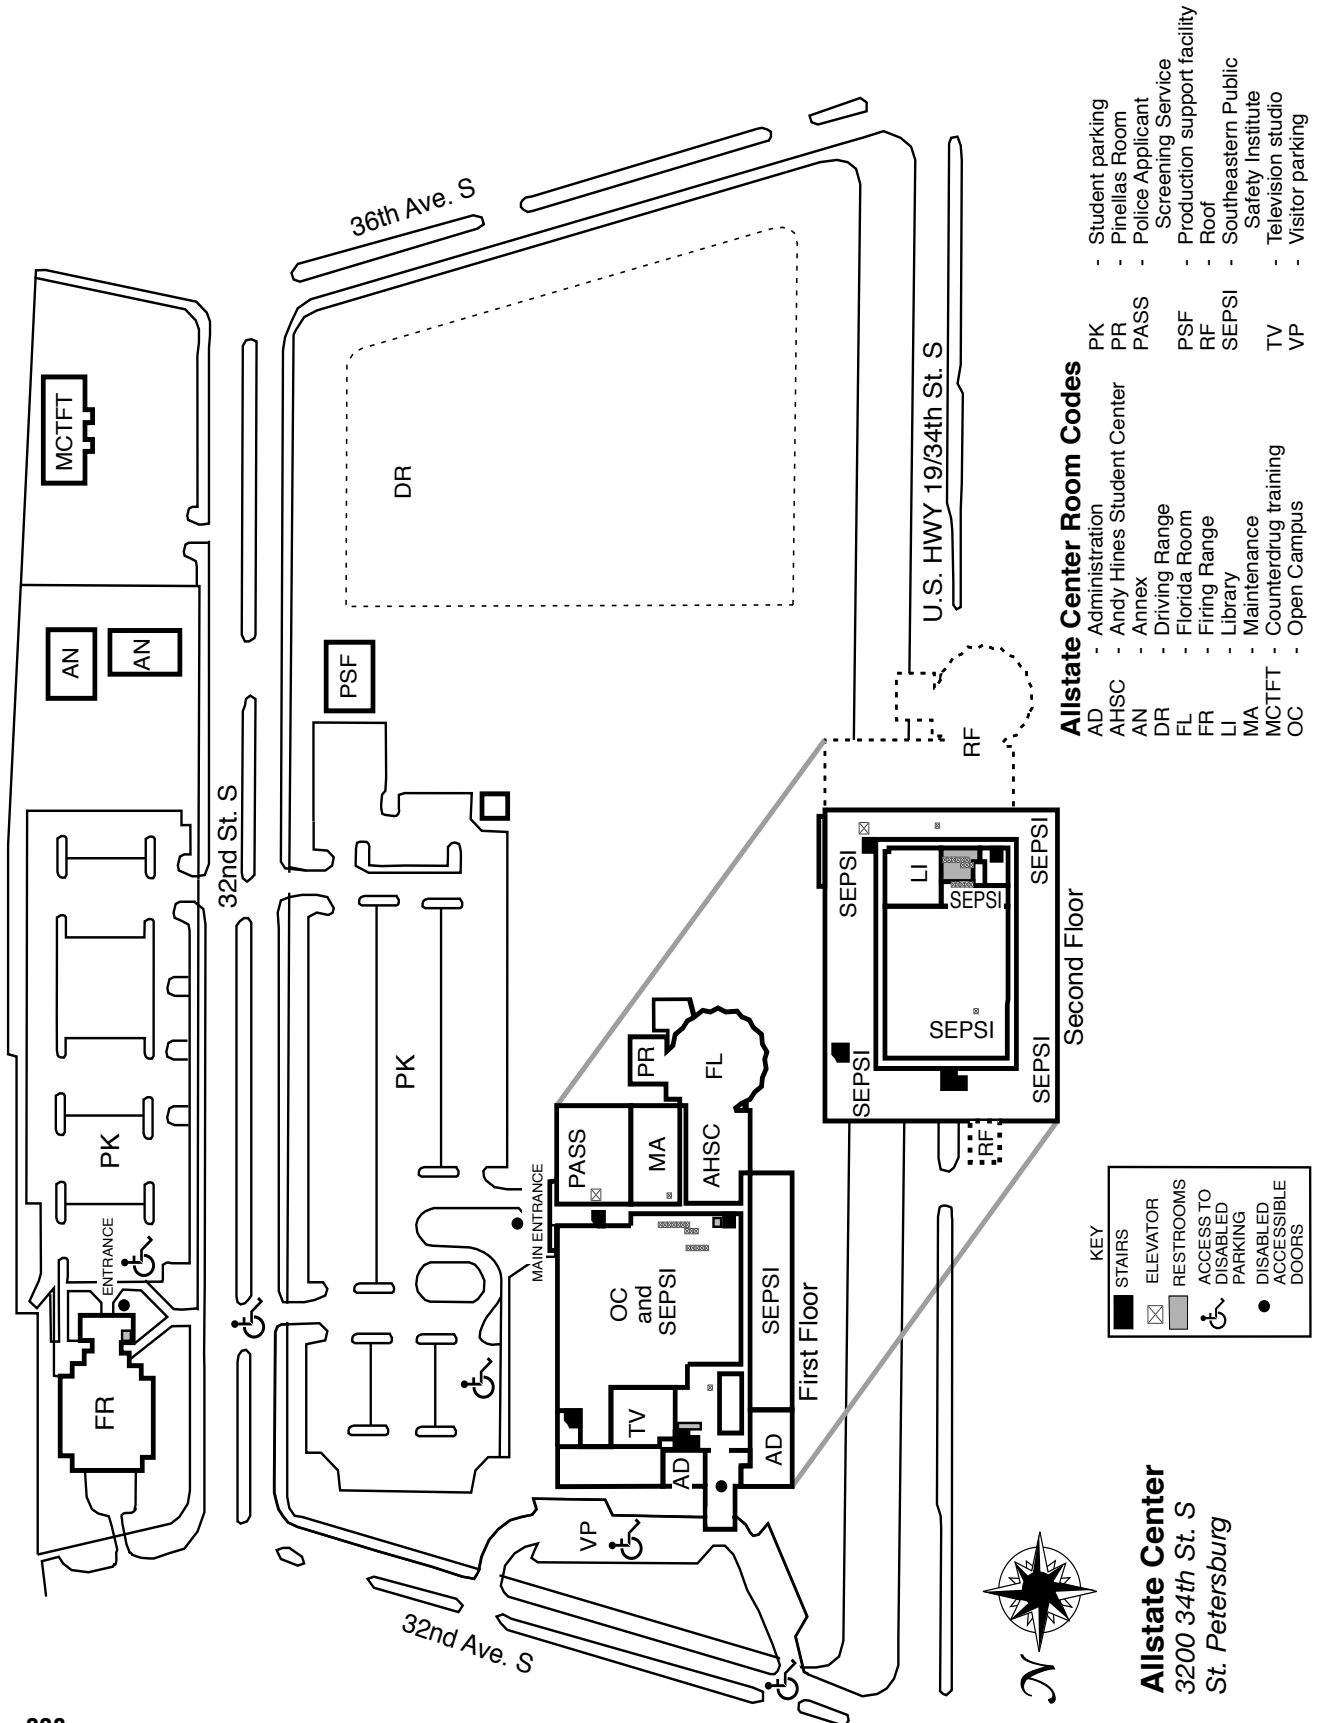 36th Ave. S
MCTFT
DR
AN
AN
PSF
32nd St. S
U.S. HWY 19/34th St. S
PK
PK
ENTRANCE
FR
MAIN ENTRANCE
PASS
MA
AHSC
PR
FL
OC
and
SEPSI
SEPSI
TV
AD
AD
First Floor
VP
32nd Ave. S
RF
SEPSI
LI
SEPSI
SEPSI
SEPSI
SEPSI
SEPSI
RF
Second Floor
Allstate Center Room Codes
AD - Administration
AHSC - Andy Hines Student Center
AN - Annex
DR - Driving Range
FL - Florida Room
FR - Firing Range
LI - Library
MA - Maintenance
MCTFT - Counterdrug training
OC - Open Campus
PK - Student parking
PR - Pinellas Room
PASS - Police Applicant
Screening Service
PSF - Production support facility
RF - Roof
SEPSI - Southeastern Public
Safety Institute
TV - Television studio
VP - Visitor parking
KEY
STAIRS
ELEVATOR
RESTROOMS
ACCESS TO
DISABLED
PARKING
DISABLED
ACCESSIBLE
DOORS
N
Allstate Center
3200 34th St. S
St. Petersburg